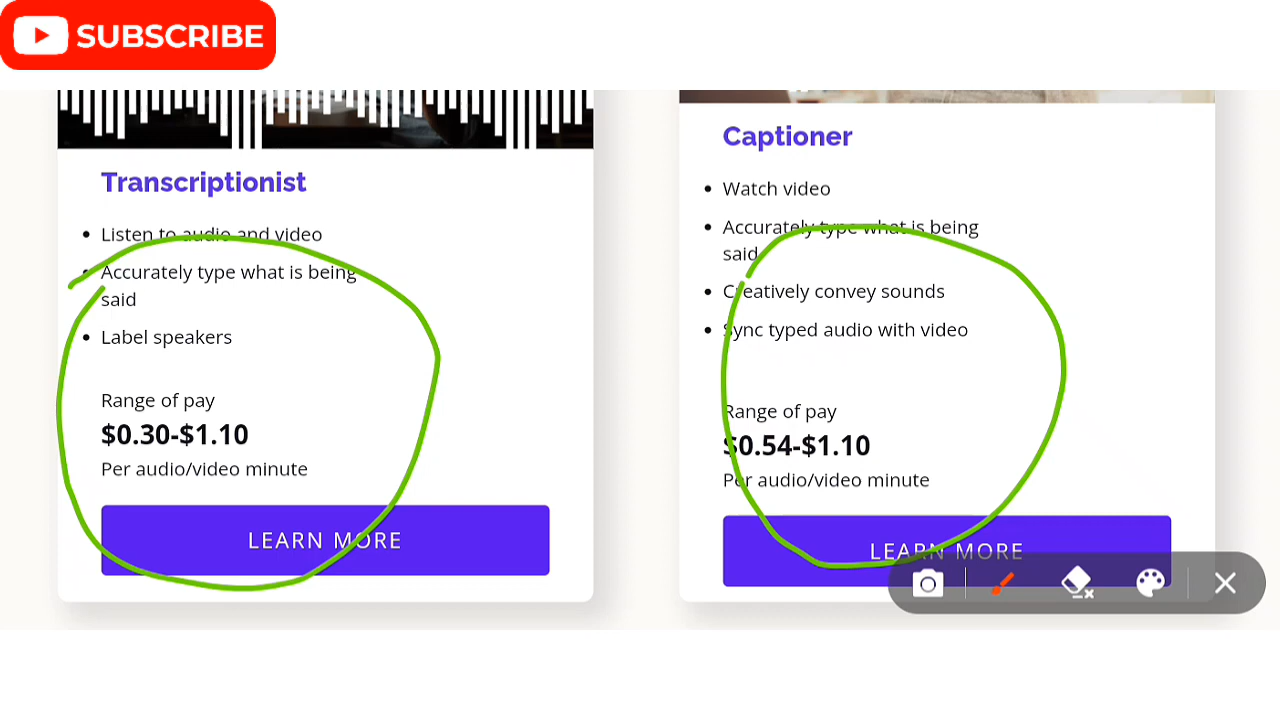 SUBSCRIBE
Transcriptionist
Listen to audio and video
Accurately type what is being
said
Label speakers
Range of pay
$0.30-$1.10
Per audio/video minute
LEARN MORE
Captioner
Watch video
Accurately type what is being
said
Creatively convey sounds
Sync typed audio with video
Range of pay
$0.54-$1.10
Per audio/video minute
LEARN MORE